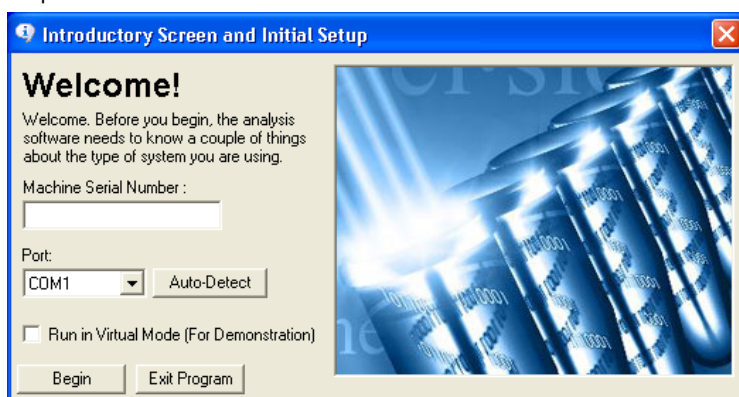 Introductory Screen and Initial Setup
Welcome!
Welcome. Before you begin, the analysis
software needs to know a couple of things
about the type of system you are using.
Machine Serial Number :
Port:
COM1
Auto-Detect
Run in Virtual Mode (For Demonstration)
Begin
Exit Program